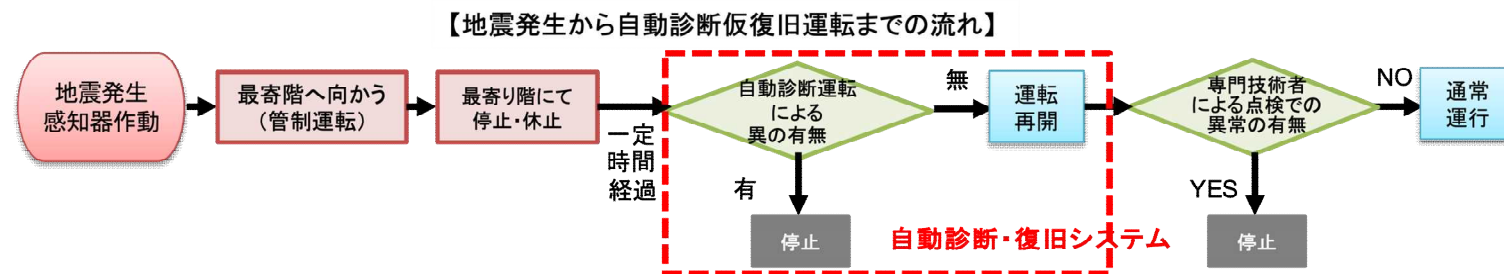 【地震発生から自動診断仮復旧運転までの流れ】
地震発生
感知器作動
最寄階へ向かう
(管制運転)
最寄り階にて
停止・休止
一定
時間
経過
自動診断運転
による
異の有無
無
有
停止
運転
再開
自動診断・復旧システム
専門技術者
による点検での
異常の有無
NO
YES
停止
通常
運行